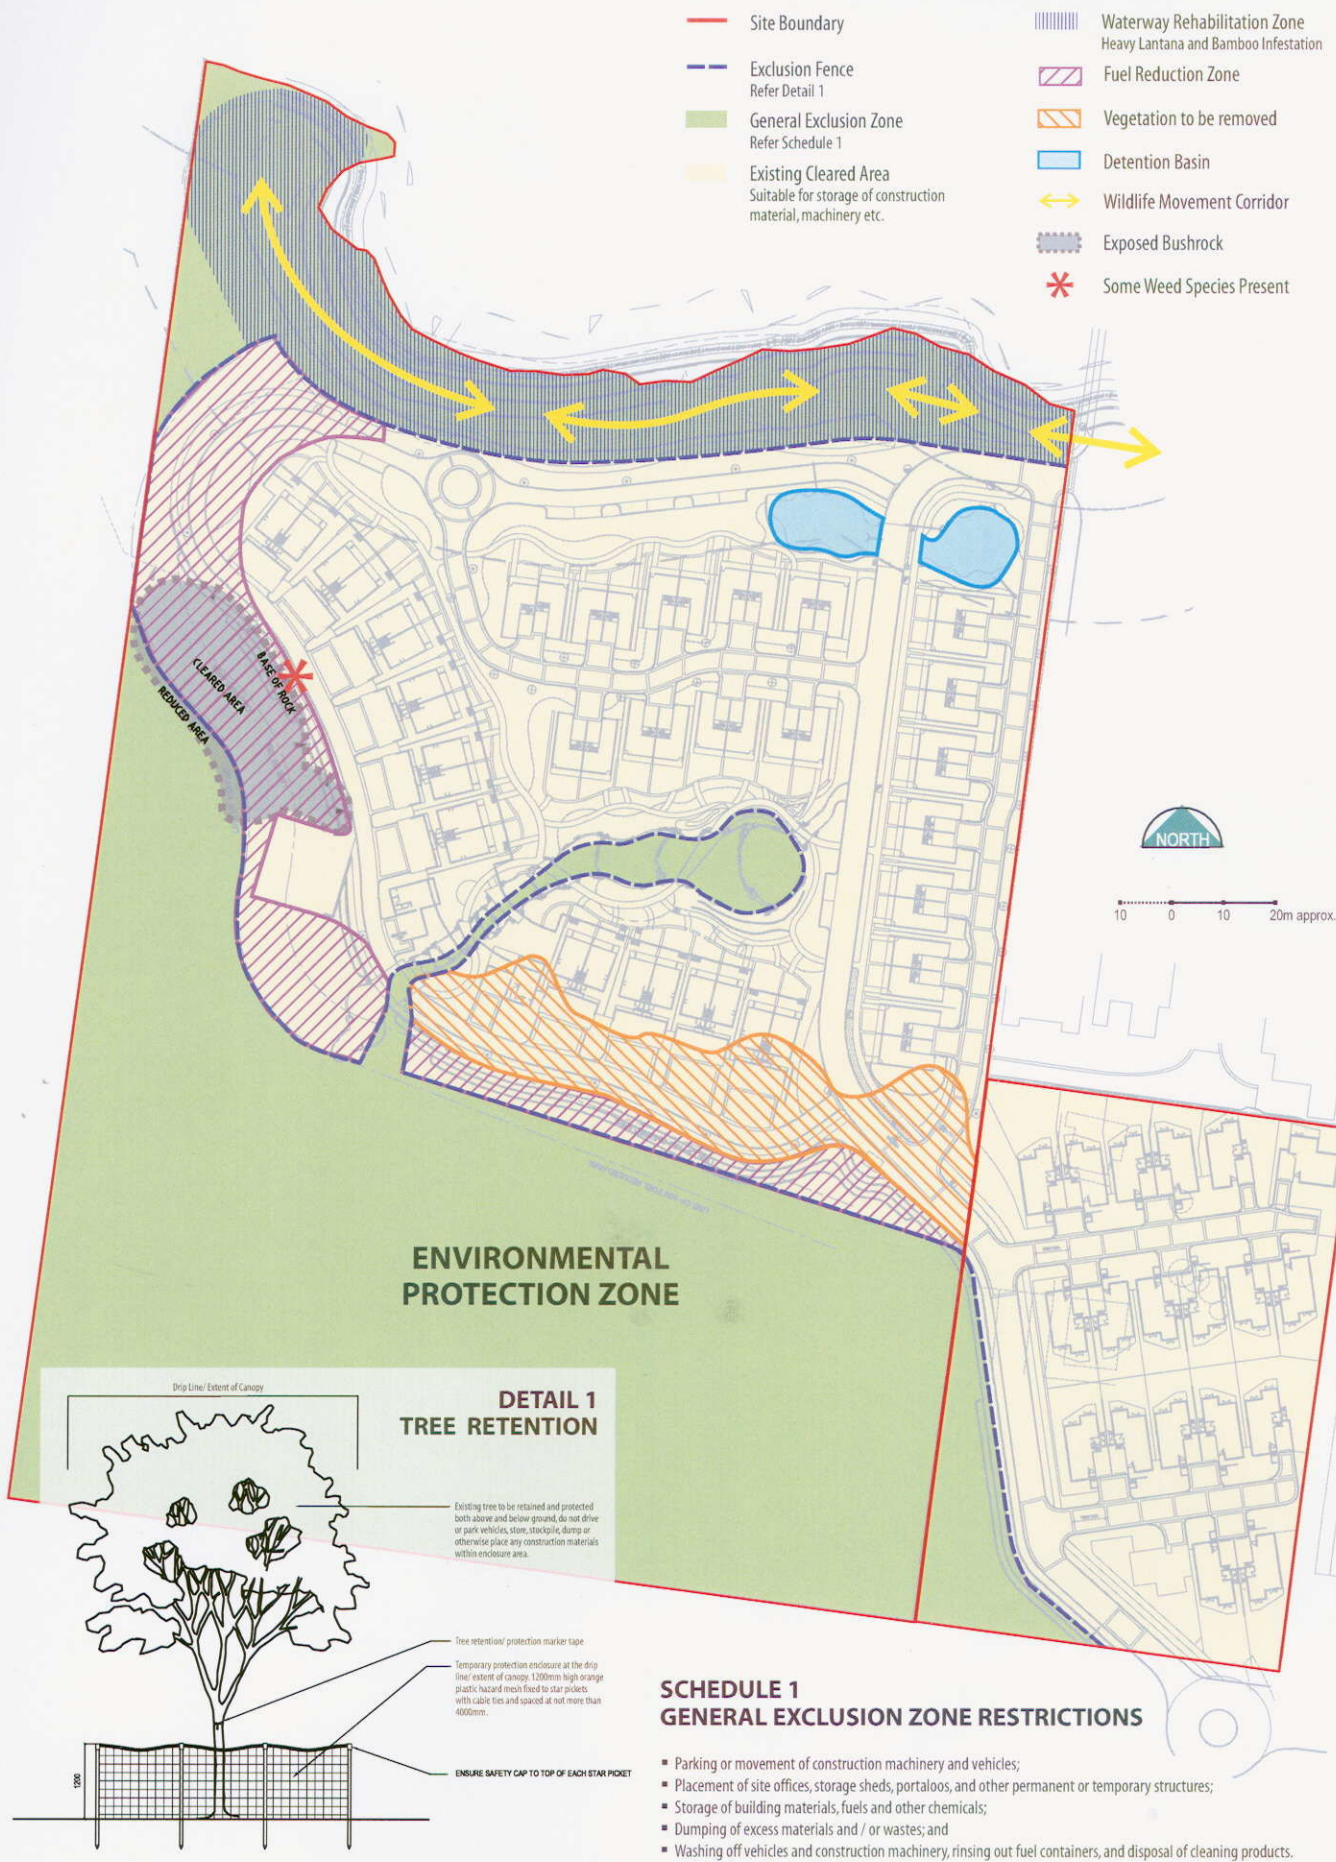 Site Boundary
Exclusion Fence
Refer Detail 1
General Exclusion Zone
Refer Schedule 1
Existing Cleared Area
Suitable for storage of construction
material, machinery etc.
Waterway Rehabilitation Zone
Heavy Lantana and Bamboo Infestation
Fuel Reduction Zone
Vegetation to be removed
Detention Basin
Wildlife Movement Corridor
Exposed Bushrock
Some Weed Species Present
BASE OF ROCK
CLEARED AREA
REDUCED AREA
NORTH
10 0 10 20m approx.
ENVIRONMENTAL
PROTECTION ZONE
DETAIL 1
TREE RETENTION
Drip Line/ Extent of Canopy
Existing tree to be retained and protected
both above and below ground, do not drive
or park vehicles, store, stockpile, dump or
otherwise place any construction materials
within enclosure area.
Tree retention/ protection marker tape
Temporary protection enclosure at the drip
line/ extent of canopy. 1200mm high orange
plastic hazard mesh fixed to star pickets
with cable ties and spaced at not more than
4000mm.
1200
ENSURE SAFETY CAP TO TOP OF EACH STAR PICKET
SCHEDULE 1
GENERAL EXCLUSION ZONE RESTRICTIONS
▪ Parking or movement of construction machinery and vehicles;
▪ Placement of site offices, storage sheds, portaloos, and other permanent or temporary structures;
▪ Storage of building materials, fuels and other chemicals;
▪ Dumping of excess materials and / or wastes; and
▪ Washing off vehicles and construction machinery, rinsing out fuel containers, and disposal of cleaning products.